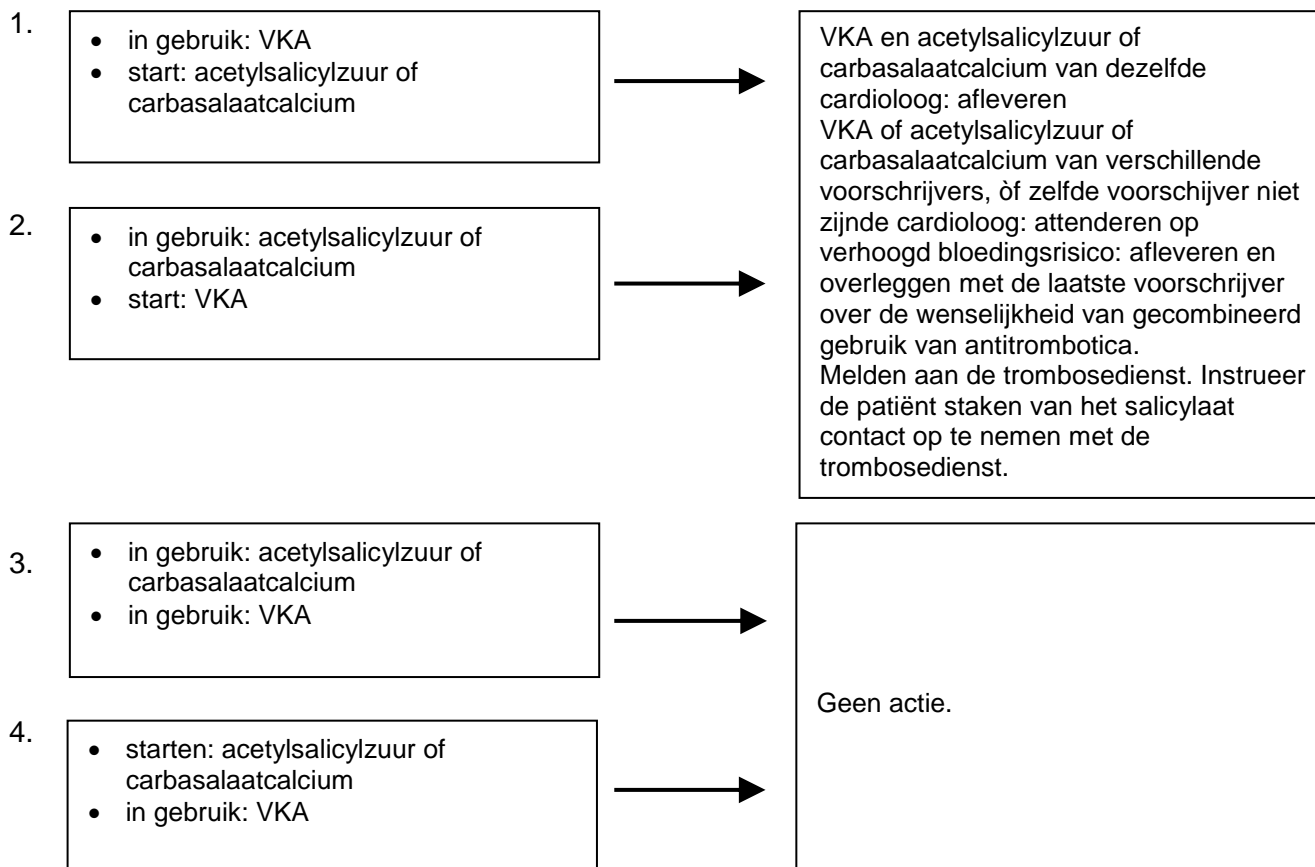 1.
• in gebruik: VKA
• start: acetylsalicylzuur of
carbasalaatcalcium
VKA en acetylsalicylzuur of
carbasalaatcalcium van dezelfde
cardioloog: afleveren
VKA of acetylsalicylzuur of
carbasalaatcalcium van verschillende
voorschrijvers, òf zelfde voorschijver niet
zijnde cardioloog: attenderen op
verhoogd bloedingsrisico: afleveren en
overleggen met de laatste voorschrijver
over de wenselijkheid van gecombineerd
gebruik van antitrombotica.
Melden aan de trombosedienst. Instrueer
de patiënt staken van het salicylaat
contact op te nemen met de
trombosedienst.
2.
• in gebruik: acetylsalicylzuur of
carbasalaatcalcium
• start: VKA
3.
• in gebruik: acetylsalicylzuur of
carbasalaatcalcium
• in gebruik: VKA
Geen actie.
4.
• starten: acetylsalicylzuur of
carbasalaatcalcium
• in gebruik: VKA